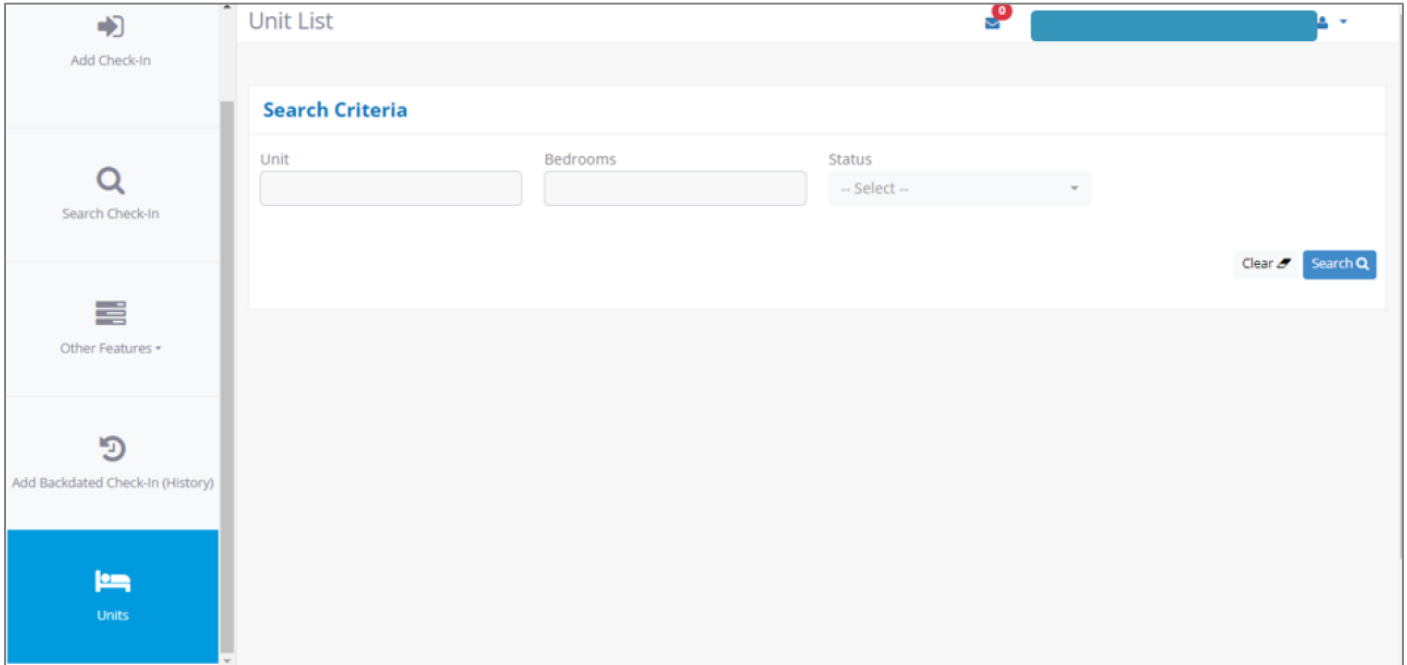 Unit List
0
Add Check-In
Search Criteria
Unit
Bedrooms
Status
-- Select --
Search Check-In
Clear
Search
Other Features
Add Backdated Check-In (History)
Units